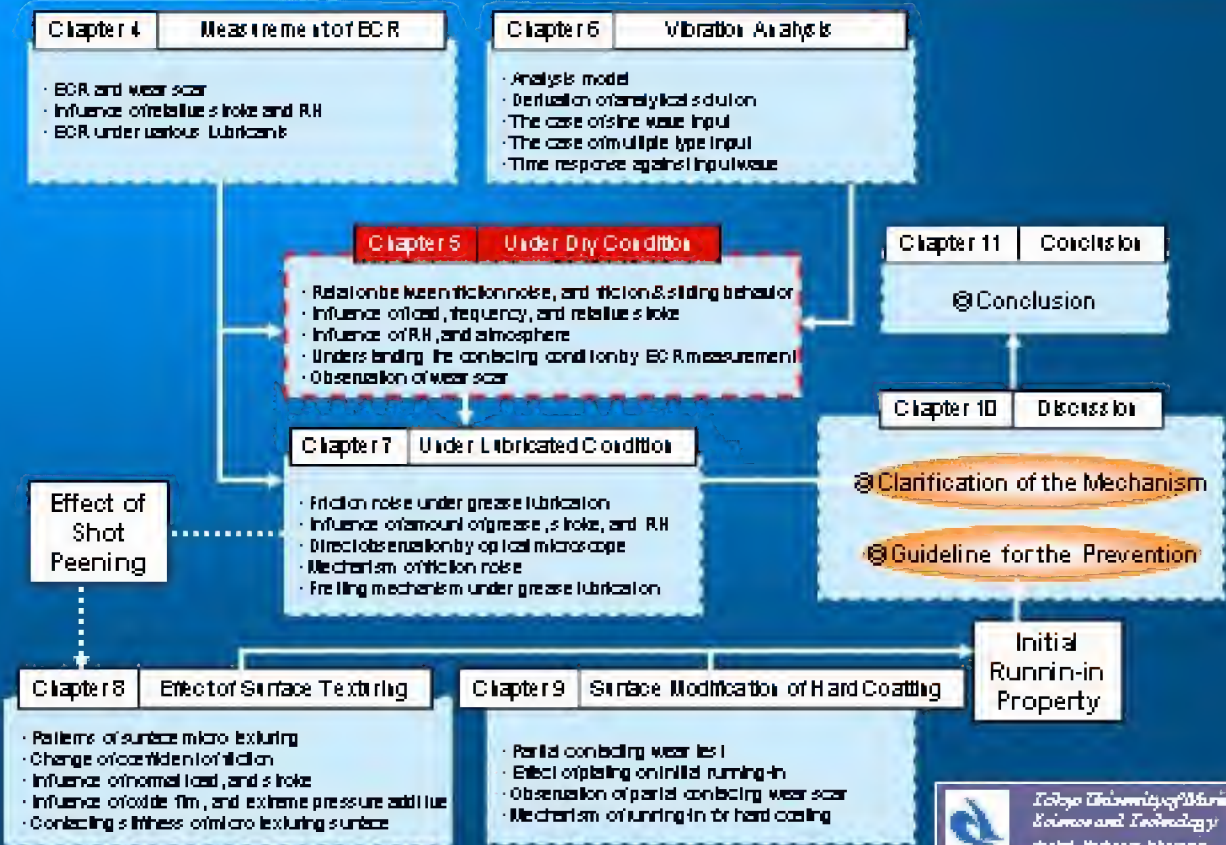 Chapter 4 Measurement of ECR
· ECR and wear scar
· Influence of relative stroke and RH
· ECR under various Lubricants
Chapter 6 Vibration Analysis
· Analysis model
· Derivation of analytical solution
· The case of sine wave input
· The case of multiple type input
· Time response against input wave
Chapter 5 Under Dry Condition
· Relation between friction noise, and friction & sliding behavior
· Influence of load, frequency, and relative stroke
· Influence of RH, and atmosphere
· Understanding the contacting condition by ECR measurement
· Observation of wear scar
Chapter 11 Conclusion
◎Conclusion
Chapter 7 Under Lubricated Condition
· Friction noise under grease lubrication
· Influence of amount of grease, stroke, and RH
· Direct observation by optical microscope
· Mechanism of friction noise
· Fretting mechanism under grease lubrication
Chapter 10 Discussion
◎Clarification of the Mechanism
◎Guideline for the Prevention
Effect of
Shot
Peening
Initial
Runnin-in
Property
Chapter 8 Effect of Surface Texturing
· Patterns of surface micro texturing
· Change of coefficient of friction
· Influence of normal load, and stroke
· Influence of oxide film, and extreme pressure additive
· Contacting stiffness of micro texturing surface
Chapter 9 Surface Modification of Hard Coatting
· Partial contacting wear test
· Effect of plating on initial running-in
· Observation of partial contacting wear scar
· Mechanism of running-in for hard coating
Tokyo University of Marin
Science and Technology